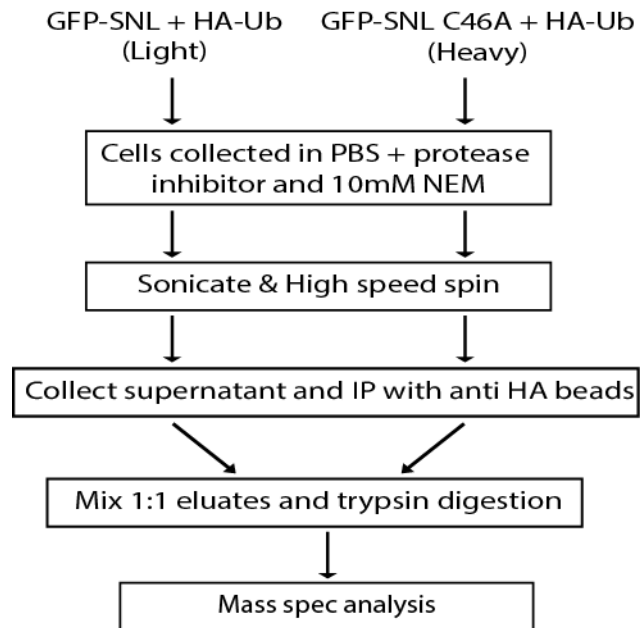 GFP-SNL + HA-Ub GFP-SNL C46A + HA-Ub
(Light) (Heavy)
Cells collected in PBS + protease
inhibitor and 10mM NEM
Sonicate & High speed spin
Collect supernatant and IP with anti HA beads
Mix 1:1 eluates and trypsin digestion
Mass spec analysis